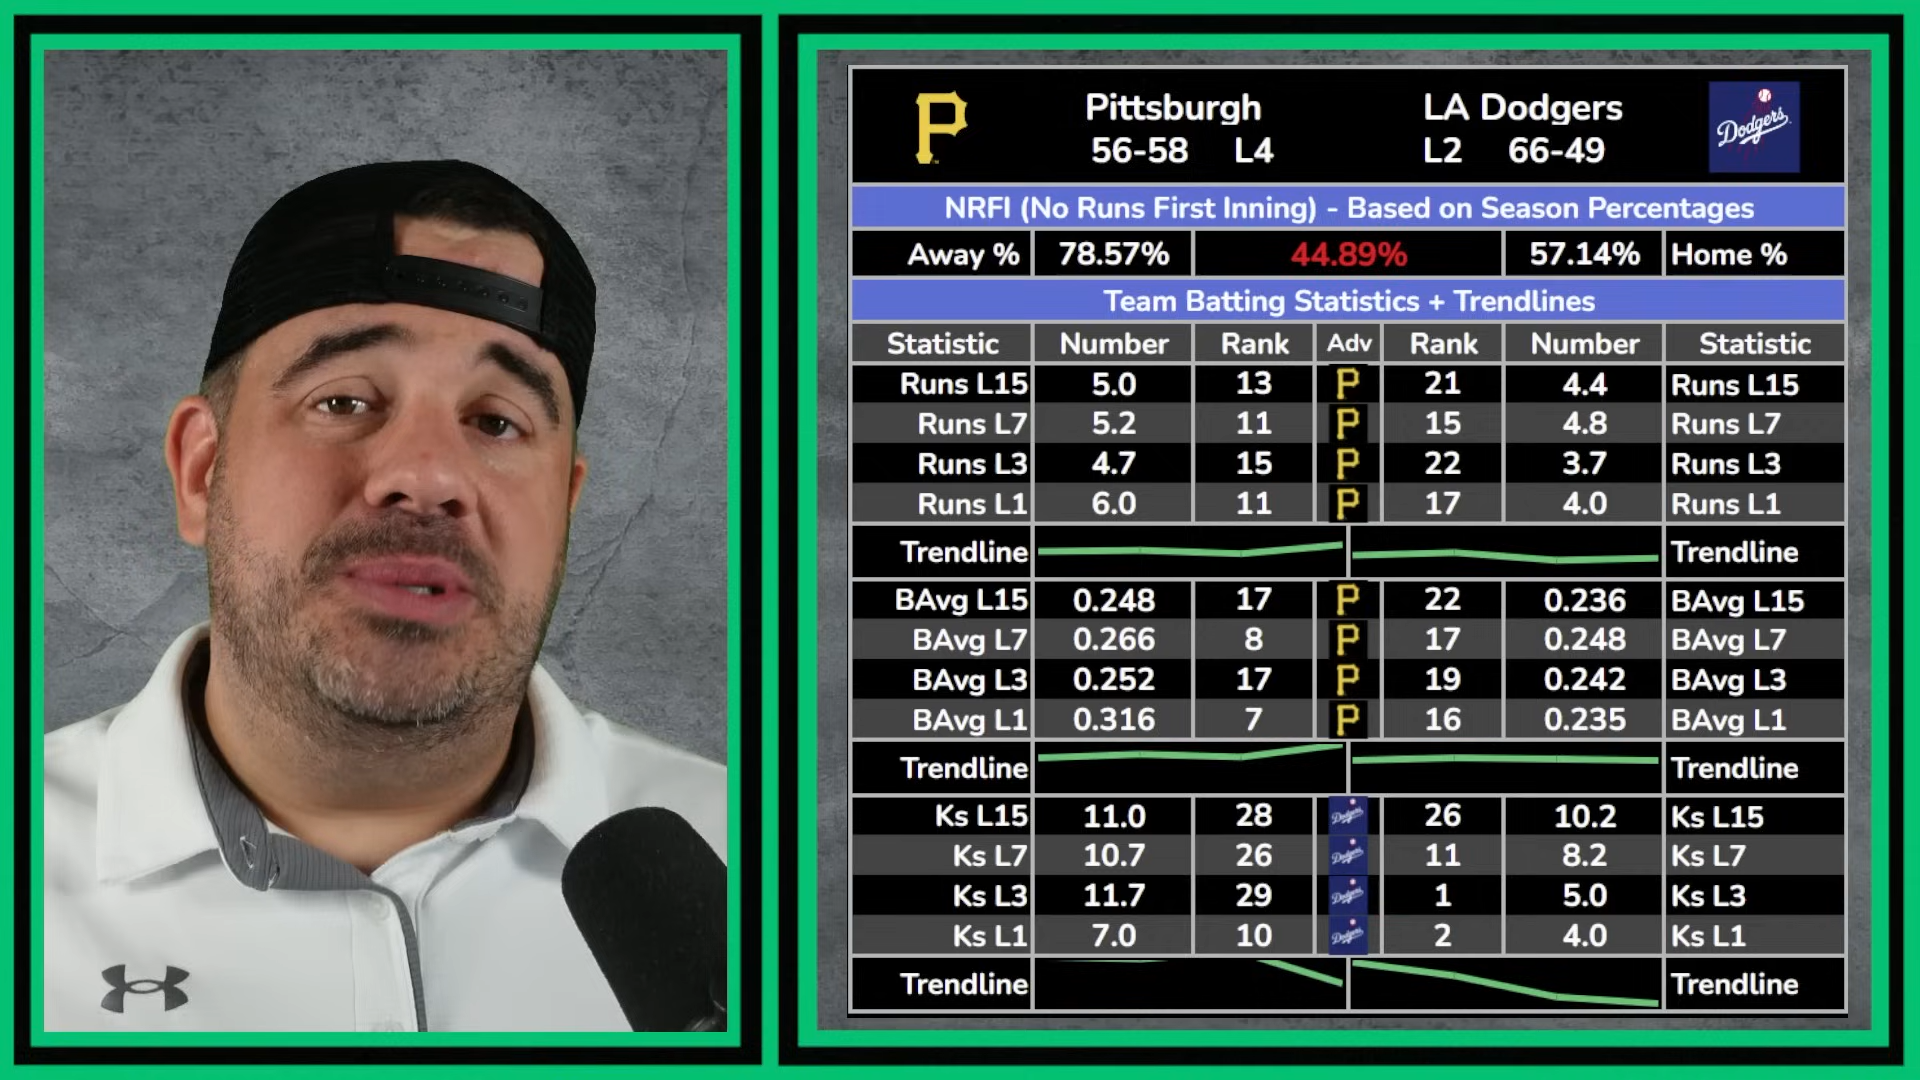 P Pittsburgh LA Dodgers Dodgers
56-58 L4 L2 66-49
NRFI (No Runs First Inning) - Based on Season Percentages
Away % 78.57% 44.89% 57.14% Home %
Team Batting Statistics + Trendlines
Statistic Number Rank Adv Rank Number Statistic
Runs L15 5.0 13 P 21 4.4 Runs L15
Runs L7 5.2 11 P 15 4.8 Runs L7
Runs L3 4.7 15 P 22 3.7 Runs L3
Runs L1 6.0 11 P 17 4.0 Runs L1
Trendline Trendline
BAvg L15 0.248 17 P 22 0.236 BAvg L15
BAvg L7 0.266 8 P 17 0.248 BAvg L7
BAvg L3 0.252 17 P 19 0.242 BAvg L3
BAvg L1 0.316 7 P 16 0.235 BAvg L1
Trendline Trendline
Ks L15 11.0 28 Dodgers 26 10.2 Ks L15
Ks L7 10.7 26 Dodgers 11 8.2 Ks L7
Ks L3 11.7 29 Dodgers 1 5.0 Ks L3
Ks L1 7.0 10 Dodgers 2 4.0 Ks L1
Trendline Trendline